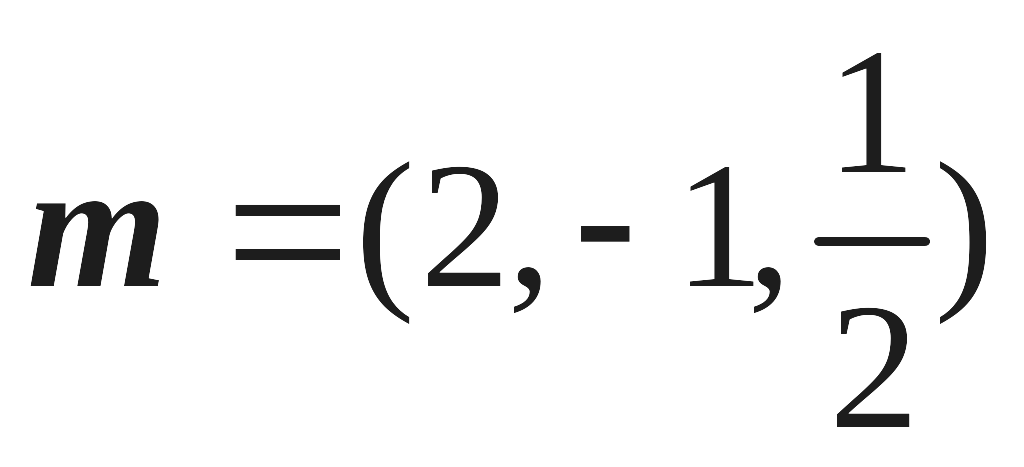 m = (2, - 1, 1/2)